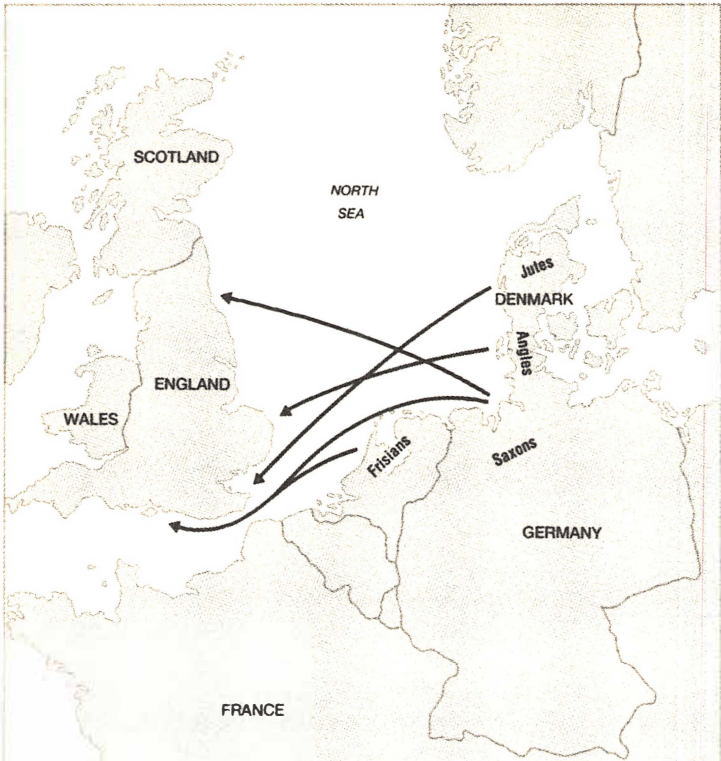 SCOTLAND
NORTH
SEA
Jutes
DENMARK
Angles
ENGLAND
WALES
Frisians
Saxons
GERMANY
FRANCE